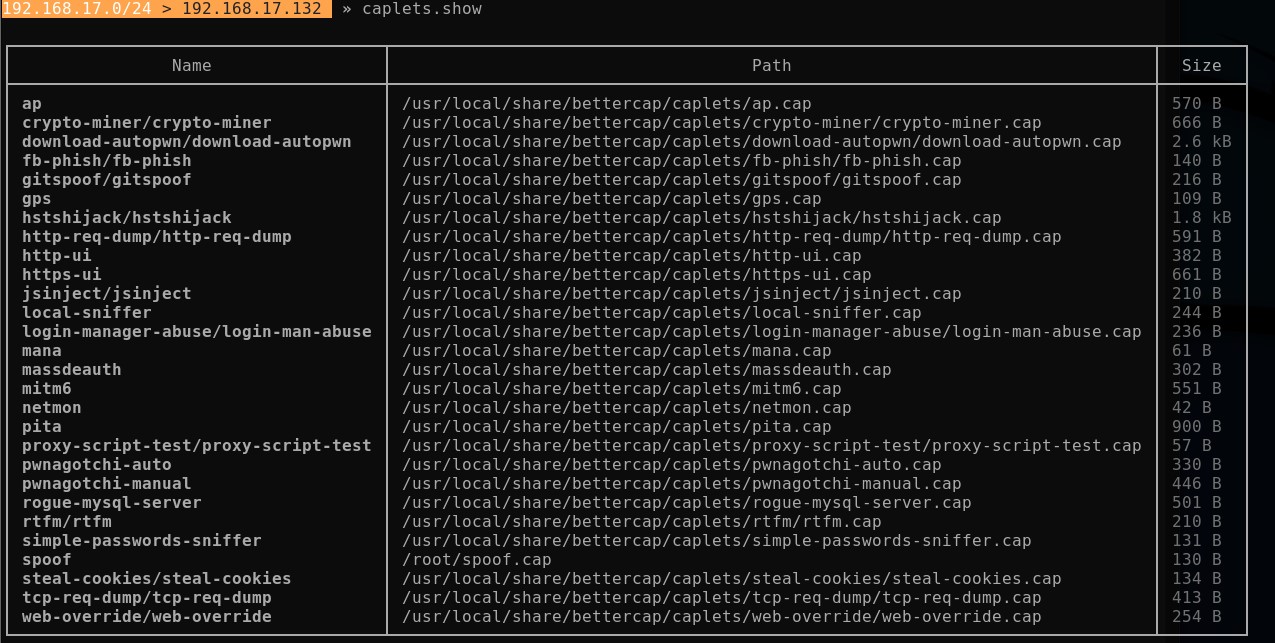 192.168.17.0/24 > 192.168.17.132 » caplets.show
Name Path Size
ap /usr/local/share/bettercap/caplets/ap.cap 570 B
crypto-miner/crypto-miner /usr/local/share/bettercap/caplets/crypto-miner/crypto-miner.cap 666 B
download-autopwn/download-autopwn /usr/local/share/bettercap/caplets/download-autopwn/download-autopwn.cap 2.6 kB
fb-phish/fb-phish /usr/local/share/bettercap/caplets/fb-phish/fb-phish.cap 140 B
gitspoof/gitspoof /usr/local/share/bettercap/caplets/gitspoof/gitspoof.cap 216 B
gps /usr/local/share/bettercap/caplets/gps.cap 109 B
hstshijack/hstshijack /usr/local/share/bettercap/caplets/hstshijack/hstshijack.cap 1.8 kB
http-req-dump/http-req-dump /usr/local/share/bettercap/caplets/http-req-dump/http-req-dump.cap 591 B
http-ui /usr/local/share/bettercap/caplets/http-ui.cap 382 B
https-ui /usr/local/share/bettercap/caplets/https-ui.cap 661 B
jsinject/jsinject /usr/local/share/bettercap/caplets/jsinject/jsinject.cap 210 B
local-sniffer /usr/local/share/bettercap/caplets/local-sniffer.cap 244 B
login-manager-abuse/login-man-abuse /usr/local/share/bettercap/caplets/login-manager-abuse/login-man-abuse.cap 236 B
mana /usr/local/share/bettercap/caplets/mana.cap 61 B
massdeauth /usr/local/share/bettercap/caplets/massdeauth.cap 302 B
mitm6 /usr/local/share/bettercap/caplets/mitm6.cap 551 B
netmon /usr/local/share/bettercap/caplets/netmon.cap 42 B
pita /usr/local/share/bettercap/caplets/pita.cap 900 B
proxy-script-test/proxy-script-test /usr/local/share/bettercap/caplets/proxy-script-test/proxy-script-test.cap 57 B
pwnagotchi-auto /usr/local/share/bettercap/caplets/pwnagotchi-auto.cap 330 B
pwnagotchi-manual /usr/local/share/bettercap/caplets/pwnagotchi-manual.cap 446 B
rogue-mysql-server /usr/local/share/bettercap/caplets/rogue-mysql-server.cap 501 B
rtfm/rtfm /usr/local/share/bettercap/caplets/rtfm/rtfm.cap 210 B
simple-passwords-sniffer /usr/local/share/bettercap/caplets/simple-passwords-sniffer.cap 131 B
spoof /root/spoof.cap 130 B
steal-cookies/steal-cookies /usr/local/share/bettercap/caplets/steal-cookies/steal-cookies.cap 134 B
tcp-req-dump/tcp-req-dump /usr/local/share/bettercap/caplets/tcp-req-dump/tcp-req-dump.cap 413 B
web-override/web-override /usr/local/share/bettercap/caplets/web-override/web-override.cap 254 B